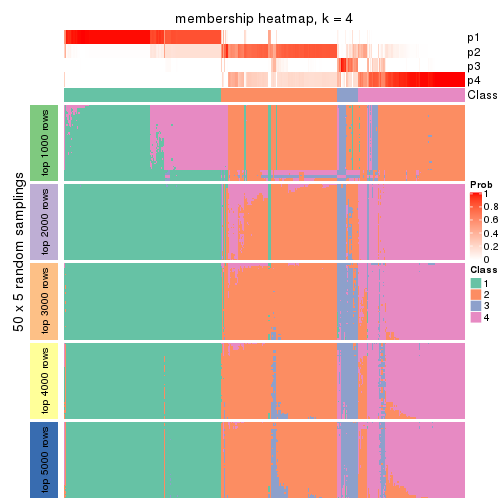 membership heatmap, k = 4
p1
p2
p3
p4
Class
50 x 5 random samplings
top 1000 rows
top 2000 rows
top 3000 rows
top 4000 rows
top 5000 rows
Prob
1
0.8
0.6
0.4
0.2
0
Class
1
2
3
4